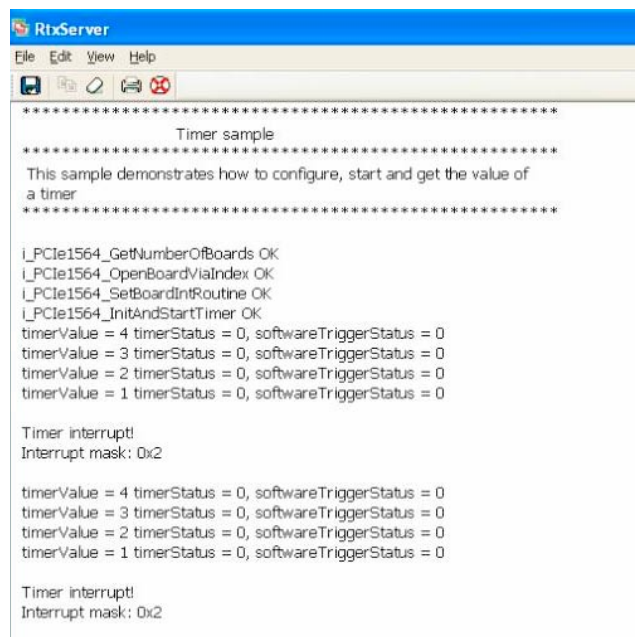 RtxServer
File Edit View Help
******************************************************
Timer sample
******************************************************
This sample demonstrates how to configure, start and get the value of
a timer
******************************************************
i_PCIe1564_GetNumberOfBoards OK
i_PCIe1564_OpenBoardViaIndex OK
i_PCIe1564_SetBoardIntRoutine OK
i_PCIe1564_InitAndStartTimer OK
timerValue = 4 timerStatus = 0, softwareTriggerStatus = 0
timerValue = 3 timerStatus = 0, softwareTriggerStatus = 0
timerValue = 2 timerStatus = 0, softwareTriggerStatus = 0
timerValue = 1 timerStatus = 0, softwareTriggerStatus = 0
Timer interrupt!
Interrupt mask: 0x2
timerValue = 4 timerStatus = 0, softwareTriggerStatus = 0
timerValue = 3 timerStatus = 0, softwareTriggerStatus = 0
timerValue = 2 timerStatus = 0, softwareTriggerStatus = 0
timerValue = 1 timerStatus = 0, softwareTriggerStatus = 0
Timer interrupt!
Interrupt mask: 0x2